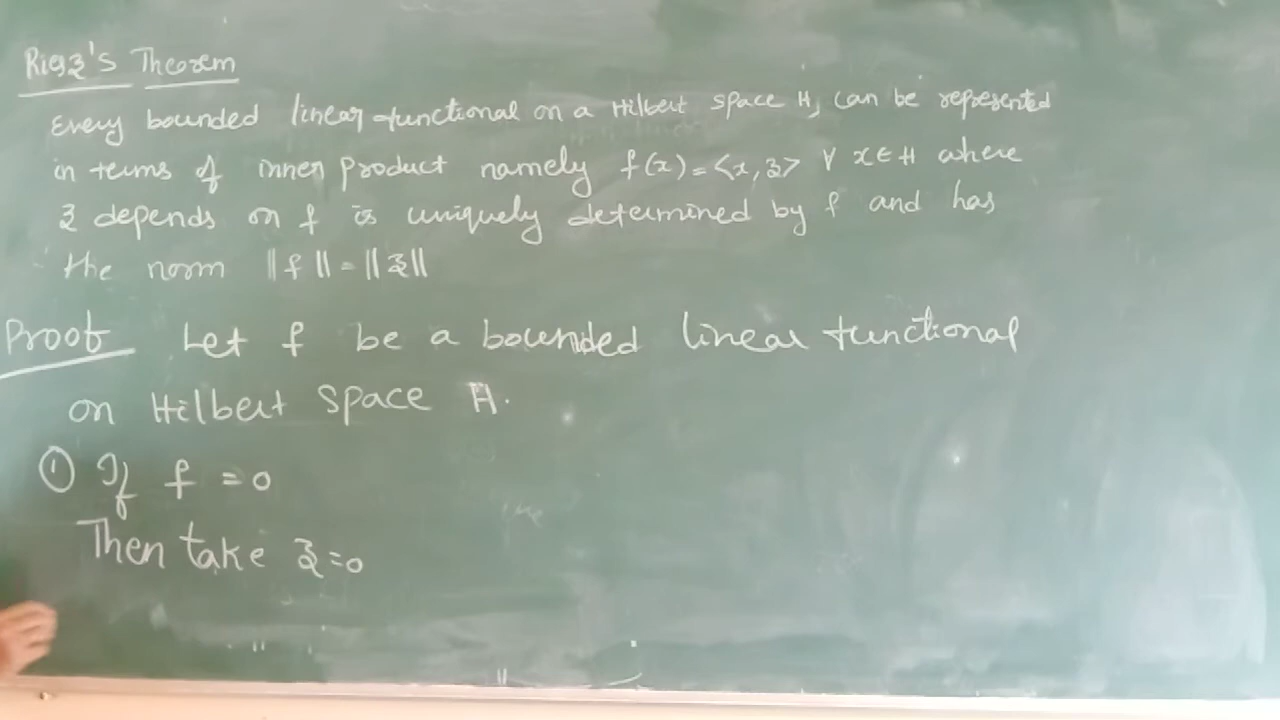 Riesz's Theorem
Every bounded linear functional on a Hilbert space H, can be represented
in terms of inner product namely f(x)=<x,z> ∀ x∈H where
z depends on f is uniquely determined by f and has
the norm ||f||=||z||
Proof Let f be a bounded linear functional
on Hilbert space H.
① If f = 0
Then take z=0